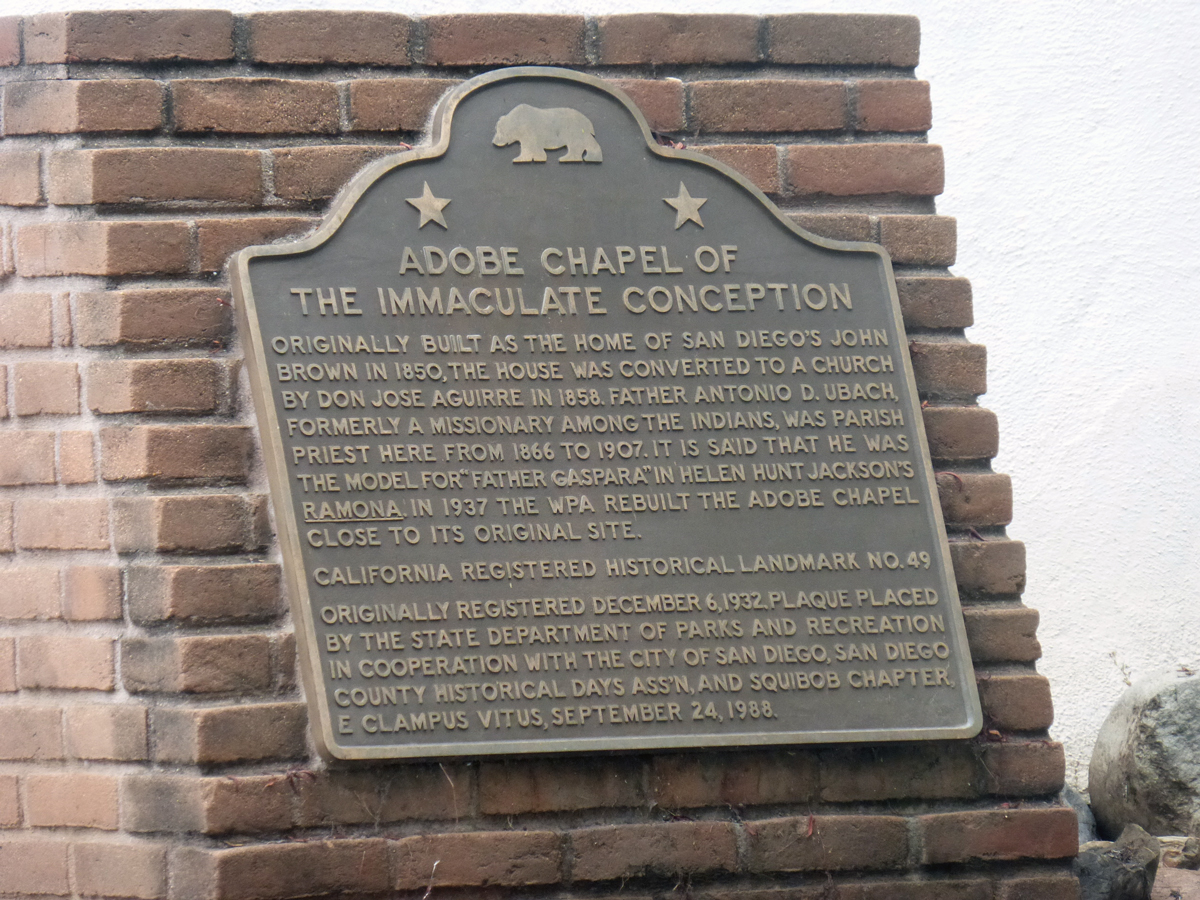 ADOBE CHAPEL OF
THE IMMACULATE CONCEPTION
ORIGINALLY BUILT AS THE HOME OF SAN DIEGO'S JOHN
BROWN IN 1850, THE HOUSE WAS CONVERTED TO A CHURCH
BY DON JOSE AGUIRRE IN 1858. FATHER ANTONIO D. UBACH,
FORMERLY A MISSIONARY AMONG THE INDIANS, WAS PARISH
PRIEST HERE FROM 1866 TO 1907. IT IS SAID THAT HE WAS
THE MODEL FOR "FATHER GASPARA" IN HELEN HUNT JACKSON'S
RAMONA. IN 1937 THE WPA REBUILT THE ADOBE CHAPEL
CLOSE TO ITS ORIGINAL SITE.
CALIFORNIA REGISTERED HISTORICAL LANDMARK NO. 49
ORIGINALLY REGISTERED DECEMBER 6, 1932. PLAQUE PLACED
BY THE STATE DEPARTMENT OF PARKS AND RECREATION
IN COOPERATION WITH THE CITY OF SAN DIEGO, SAN DIEGO
COUNTY HISTORICAL DAYS ASS'N, AND SQUIBOB CHAPTER,
E CLAMPUS VITUS, SEPTEMBER 24, 1988.